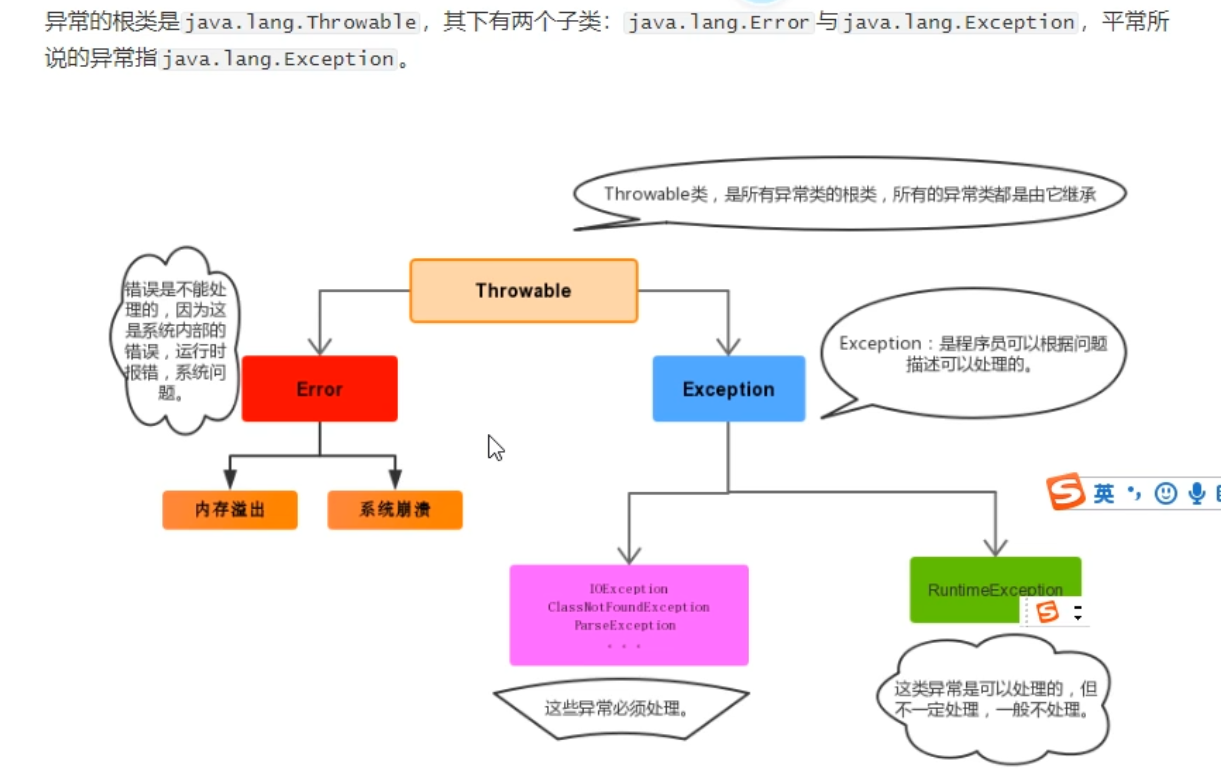 异常的根类是java.lang.Throwable，其下有两个子类：java.lang.Error与java.lang.Exception，平常所
说的异常指java.lang.Exception。
Throwable类，是所有异常类的根类，所有的异常类都是由它继承
错误是不能处
理的，因为这
是系统内部的
错误，运行时
报错，系统问
题。
Throwable
Exception：是程序员可以根据问题
描述可以处理的。
Error
Exception
内存溢出
系统崩溃
英
IOException
ClassNotFoundException
ParseException
. . .
RuntimeException
这些异常必须处理。
这类异常是可以处理的，但
不一定处理，一般不处理。